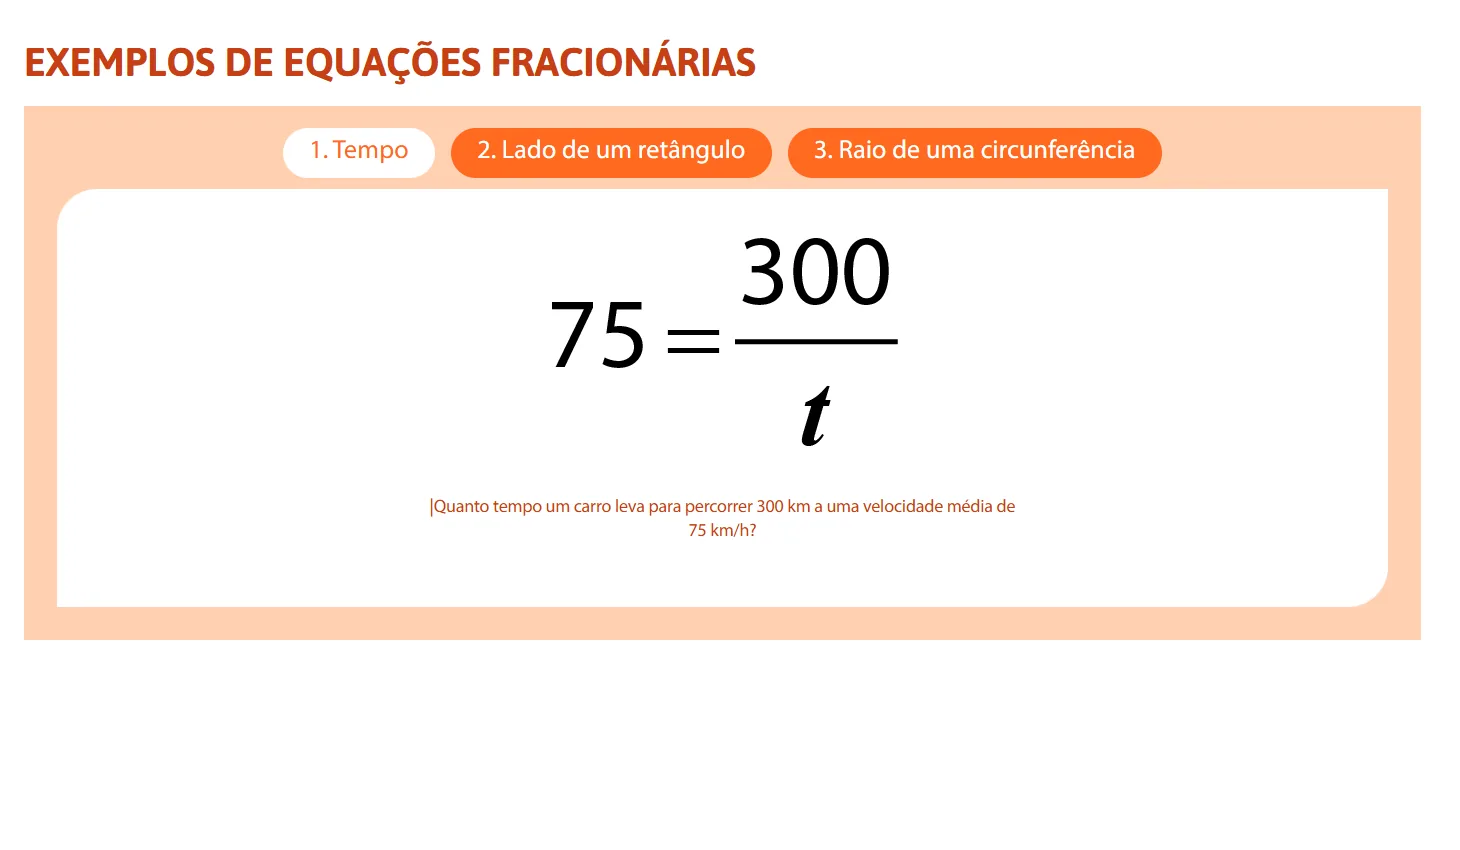 EXEMPLOS DE EQUAÇÕES FRACIONÁRIAS
1. Tempo
2. Lado de um retângulo
3. Raio de uma circunferência
300
75 =
t
|Quanto tempo um carro leva para percorrer 300 km a uma velocidade média de
75 km/h?